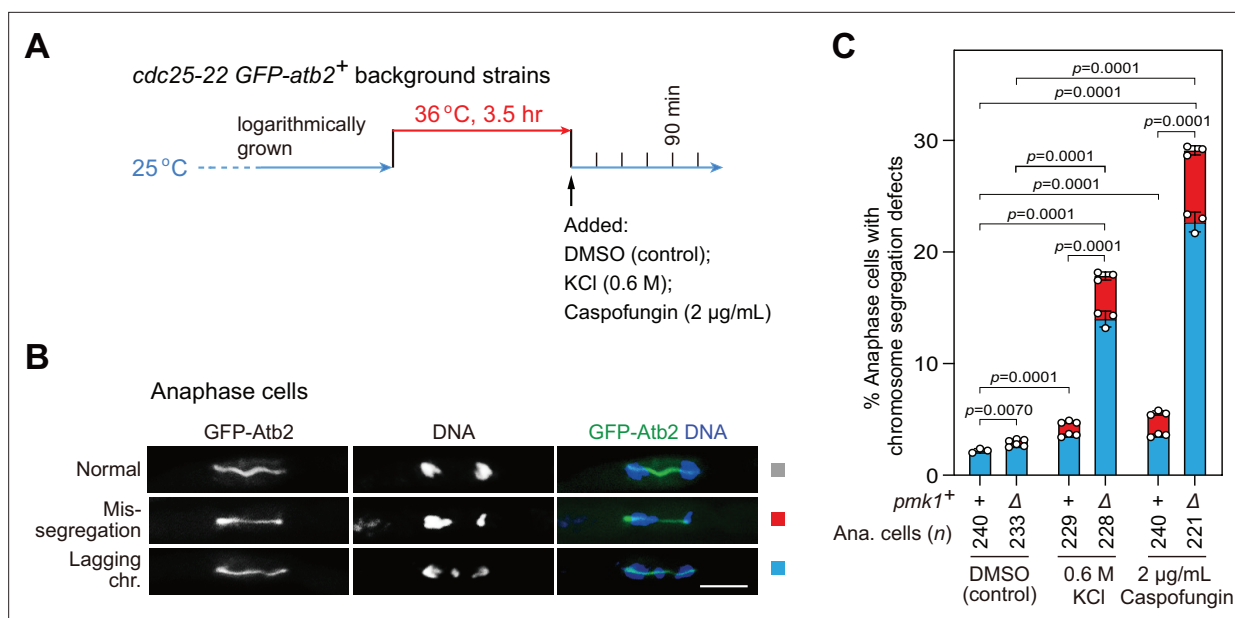 A
cdc25-22 GFP-atb2+ background strains
36 °C, 3.5 hr
logarithmically
grown
25 °C
90 min
Added:
DMSO (control);
KCl (0.6 M);
Caspofungin (2 µg/mL)
B
Anaphase cells
GFP-Atb2
DNA
GFP-Atb2 DNA
Normal
Mis-
segregation
Lagging
chr.
C
% Anaphase cells with
chromosome segregation defects
30
20
10
0
p=0.0001
p=0.0001
p=0.0001
p=0.0001
p=0.0001
p=0.0001
p=0.0001
p=0.0001
p=0.0070
pmk1+ + Δ + Δ + Δ
Ana. cells (n) 240 233 229 228 240 221
DMSO
(control)
0.6 M
KCl
2 µg/mL
Caspofungin